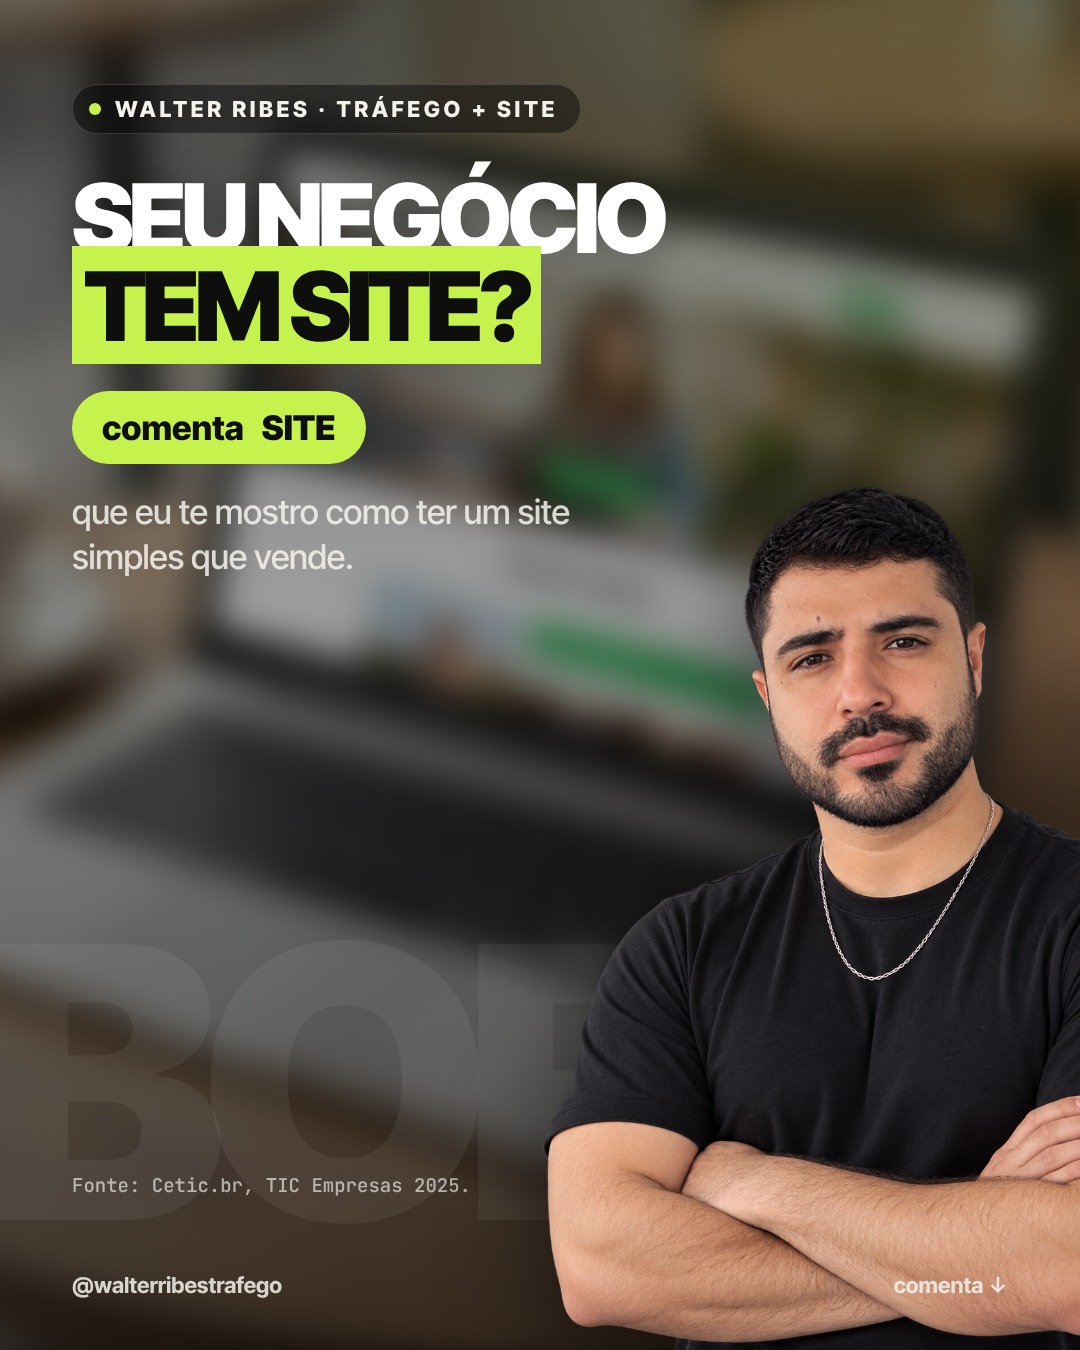 WALTER RIBES · TRÁFEGO + SITE
SEU NEGÓCIO
TEM SITE?
comenta SITE
que eu te mostro como ter um site
simples que vende.
BO
Fonte: Cetic.br, TIC Empresas 2025.
@walterribestrafego
comenta ↓